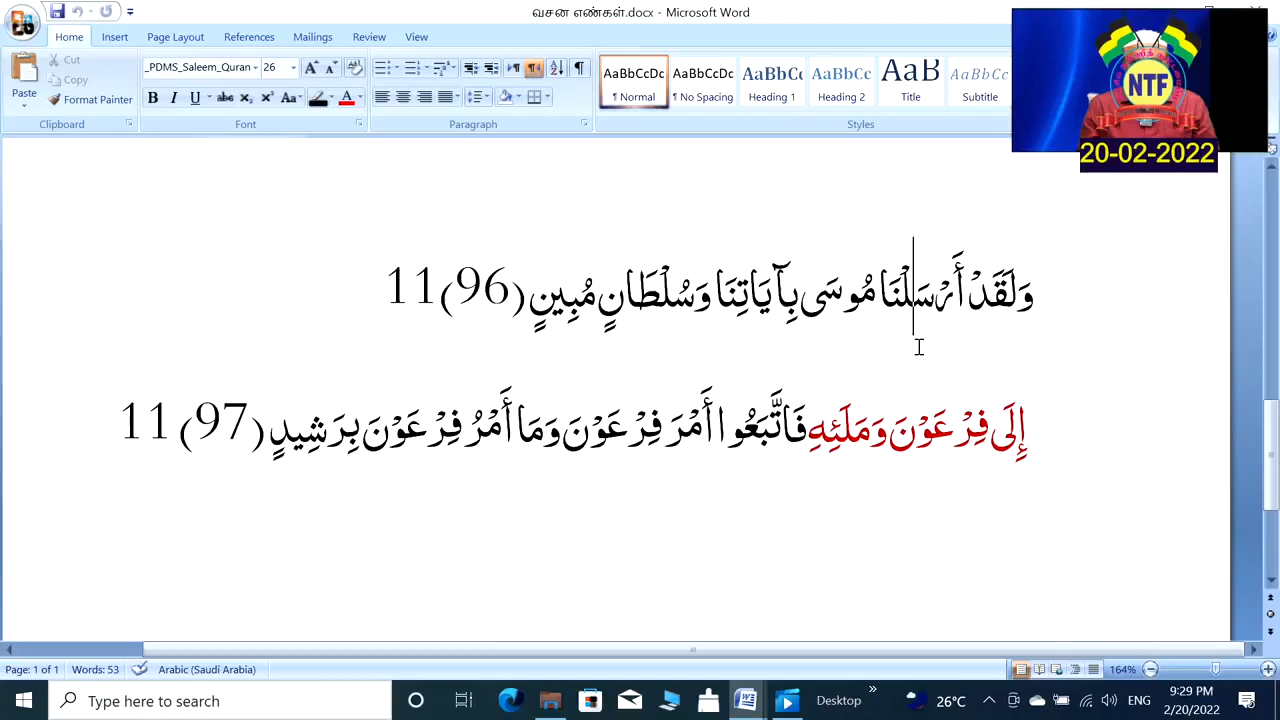 வசன எண்கள்.docx - Microsoft Word
Home Insert Page Layout References Mailings Review View
Paste Cut Copy Format Painter
_PDMS_Saleem_Quran 26
B I U abc x₂ x² Aa A
AaBbCcDc AaBbCcDc AaBbCc AaBbCc AaB AaBbCc
¶ Normal ¶ No Spacing Heading 1 Heading 2 Title Subtitle
Clipboard Font Paragraph Styles
NTF
20-02-2022
وَلَقَدْ أَرْسَلْنَا مُوسَى بِآَيَاتِنَا وَسُلْطَانٍ مُبِينٍ (96) 11
إِلَى فِرْعَوْنَ وَمَلَئِهِ فَاتَّبَعُوا أَمْرَ فِرْعَوْنَ وَمَا أَمْرُ فِرْعَوْنَ بِرَشِيدٍ (97) 11
Page: 1 of 1 Words: 53 Arabic (Saudi Arabia) 164%
Type here to search Desktop 26°C ENG 9:29 PM
2/20/2022